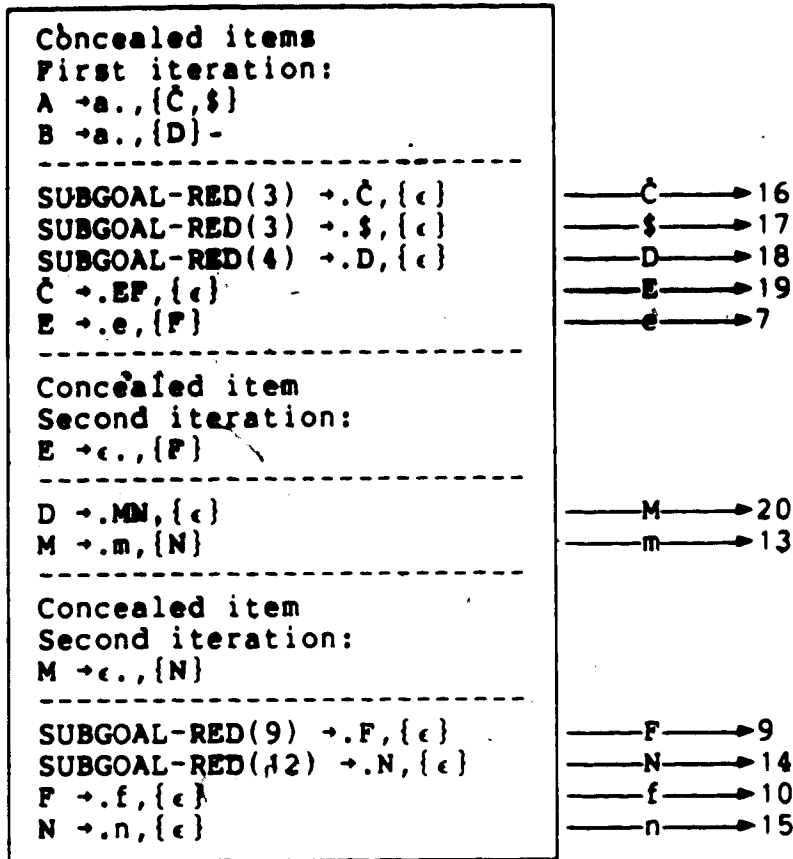 Concealed items
First iteration:
A →a.,{Ċ,$}
B →a.,{D}-
SUBGOAL-RED(3) →.Ċ,{ϵ} Ċ 16
SUBGOAL-RED(3) →.$,{ϵ} $ 17
SUBGOAL-RED(4) →.D,{ϵ} D 18
Ċ →.EF,{ϵ} E 19
E →.e,{F} e 7
Concealed item
Second iteration:
E →ϵ.,{F}
D →.MN,{ϵ} M 20
M →.m,{N} m 13
Concealed item
Second iteration:
M →ϵ.,{N}
SUBGOAL-RED(9) →.F,{ϵ} F 9
SUBGOAL-RED(12) →.N,{ϵ} N 14
F →.f,{ϵ} f 10
N →.n,{ϵ} n 15